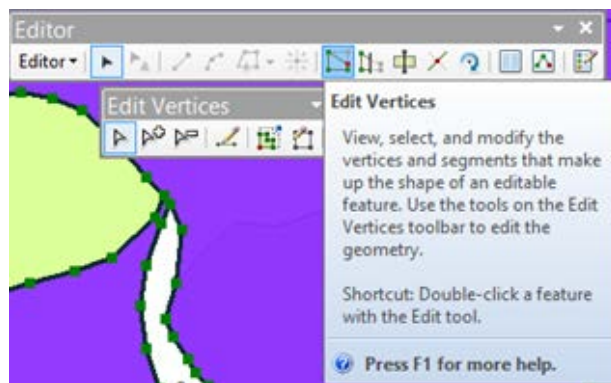 Editor
Editor
Edit Vertices
Edit Vertices
View, select, and modify the
vertices and segments that make
up the shape of an editable
feature. Use the tools on the Edit
Vertices toolbar to edit the
geometry.
Shortcut: Double-click a feature
with the Edit tool.
Press F1 for more help.